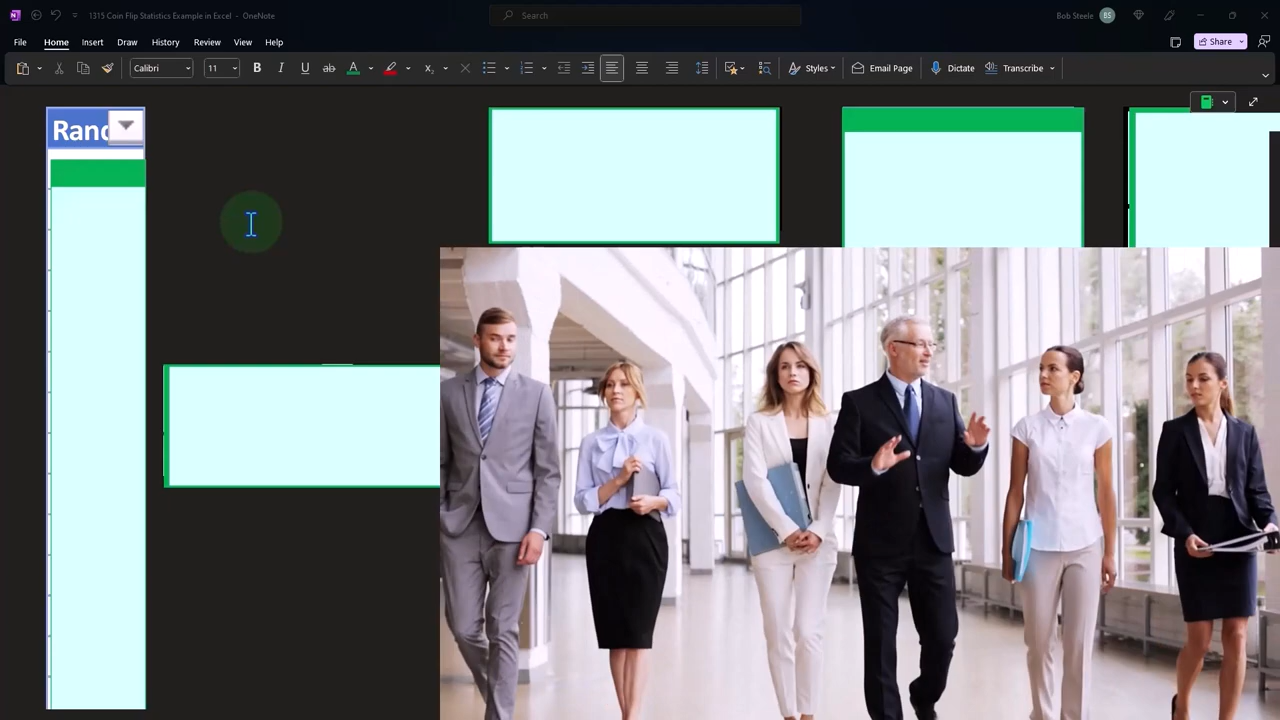 1315 Coin Flip Statistics Example in Excel - OneNote
Search
Bob Steele
BS
File
Home
Insert
Draw
History
Review
View
Help
Share
Calibri
11
B
I
U
ab
A
Styles
Email Page
Dictate
Transcribe